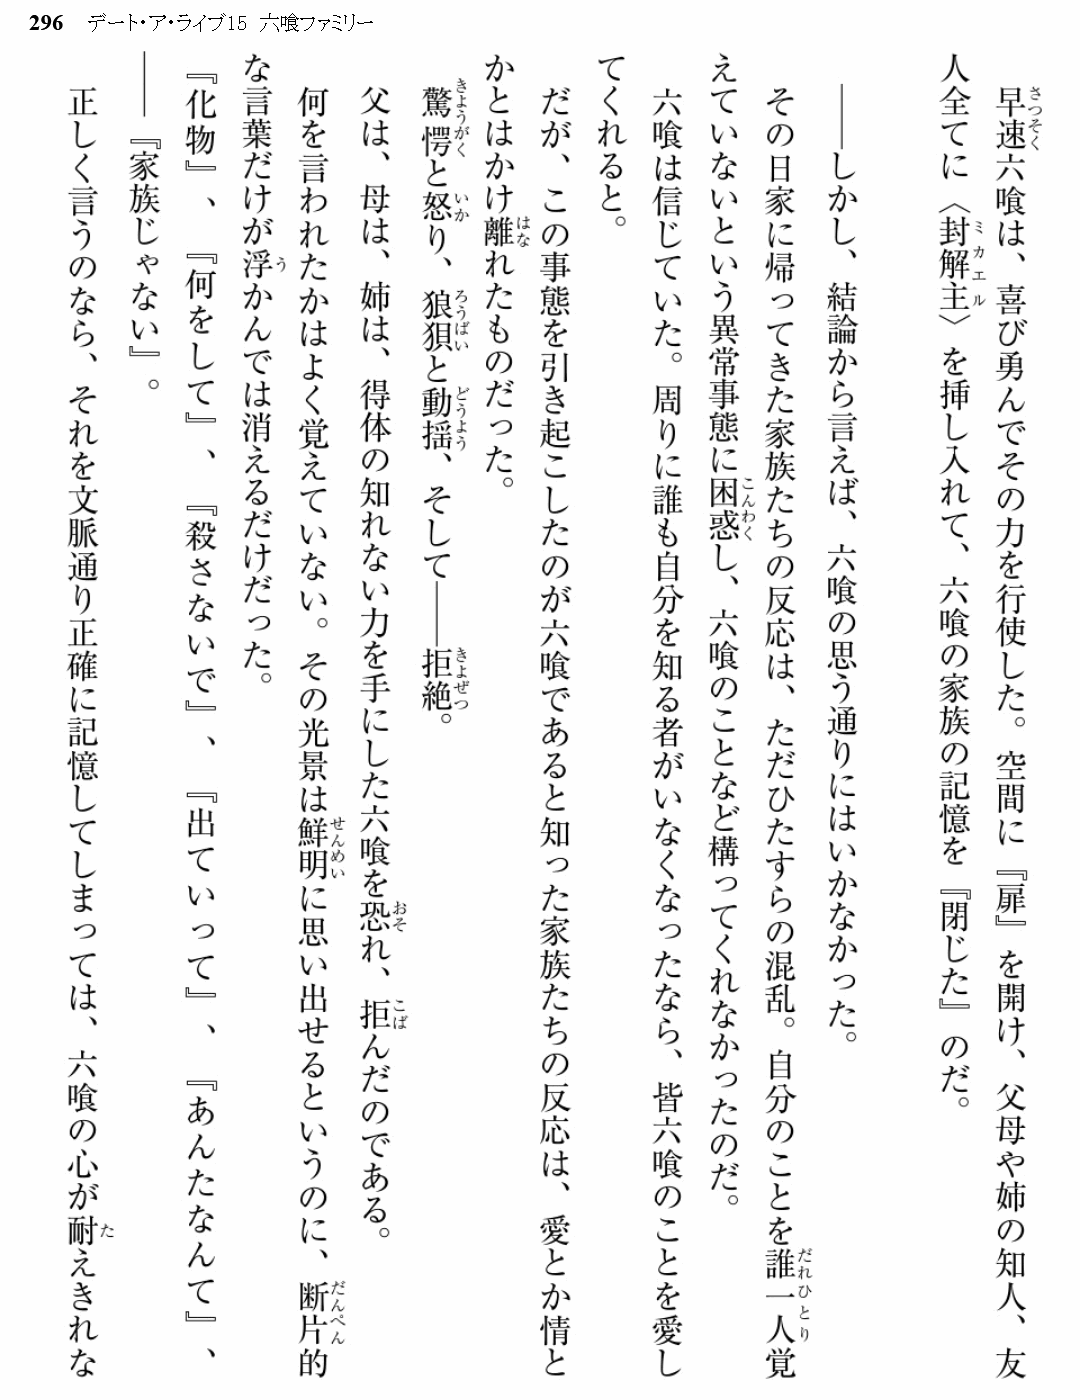 296 デート・ア・ライブ15 六喰ファミリー
早速六喰は、喜び勇んでその力を行使した。空間に『扉』を開け、父母や姉の知人、友
人全てに〈封解主〉を挿し入れて、六喰の家族の記憶を『閉じた』のだ。
――しかし、結論から言えば、六喰の思う通りにはいかなかった。
その日家に帰ってきた家族たちの反応は、ただひたすらの混乱。自分のことを誰一人覚
えていないという異常事態に困惑し、六喰のことなど構ってくれなかったのだ。
六喰は信じていた。周りに誰も自分を知る者がいなくなったなら、皆六喰のことを愛し
てくれると。
だが、この事態を引き起こしたのが六喰であると知った家族たちの反応は、愛とか情と
かとはかけ離れたものだった。
驚愕と怒り、狼狽と動揺、そして――拒絶。
父は、母は、姉は、得体の知れない力を手にした六喰を恐れ、拒んだのである。
何を言われたかはよく覚えていない。その光景は鮮明に思い出せるというのに、断片的
な言葉だけが浮かんでは消えるだけだった。
『化物』、『何をして』、『殺さないで』、『出ていって』、『あんたなんて』、
――『家族じゃない』。
正しく言うのなら、それを文脈通り正確に記憶してしまっては、六喰の心が耐えきれな